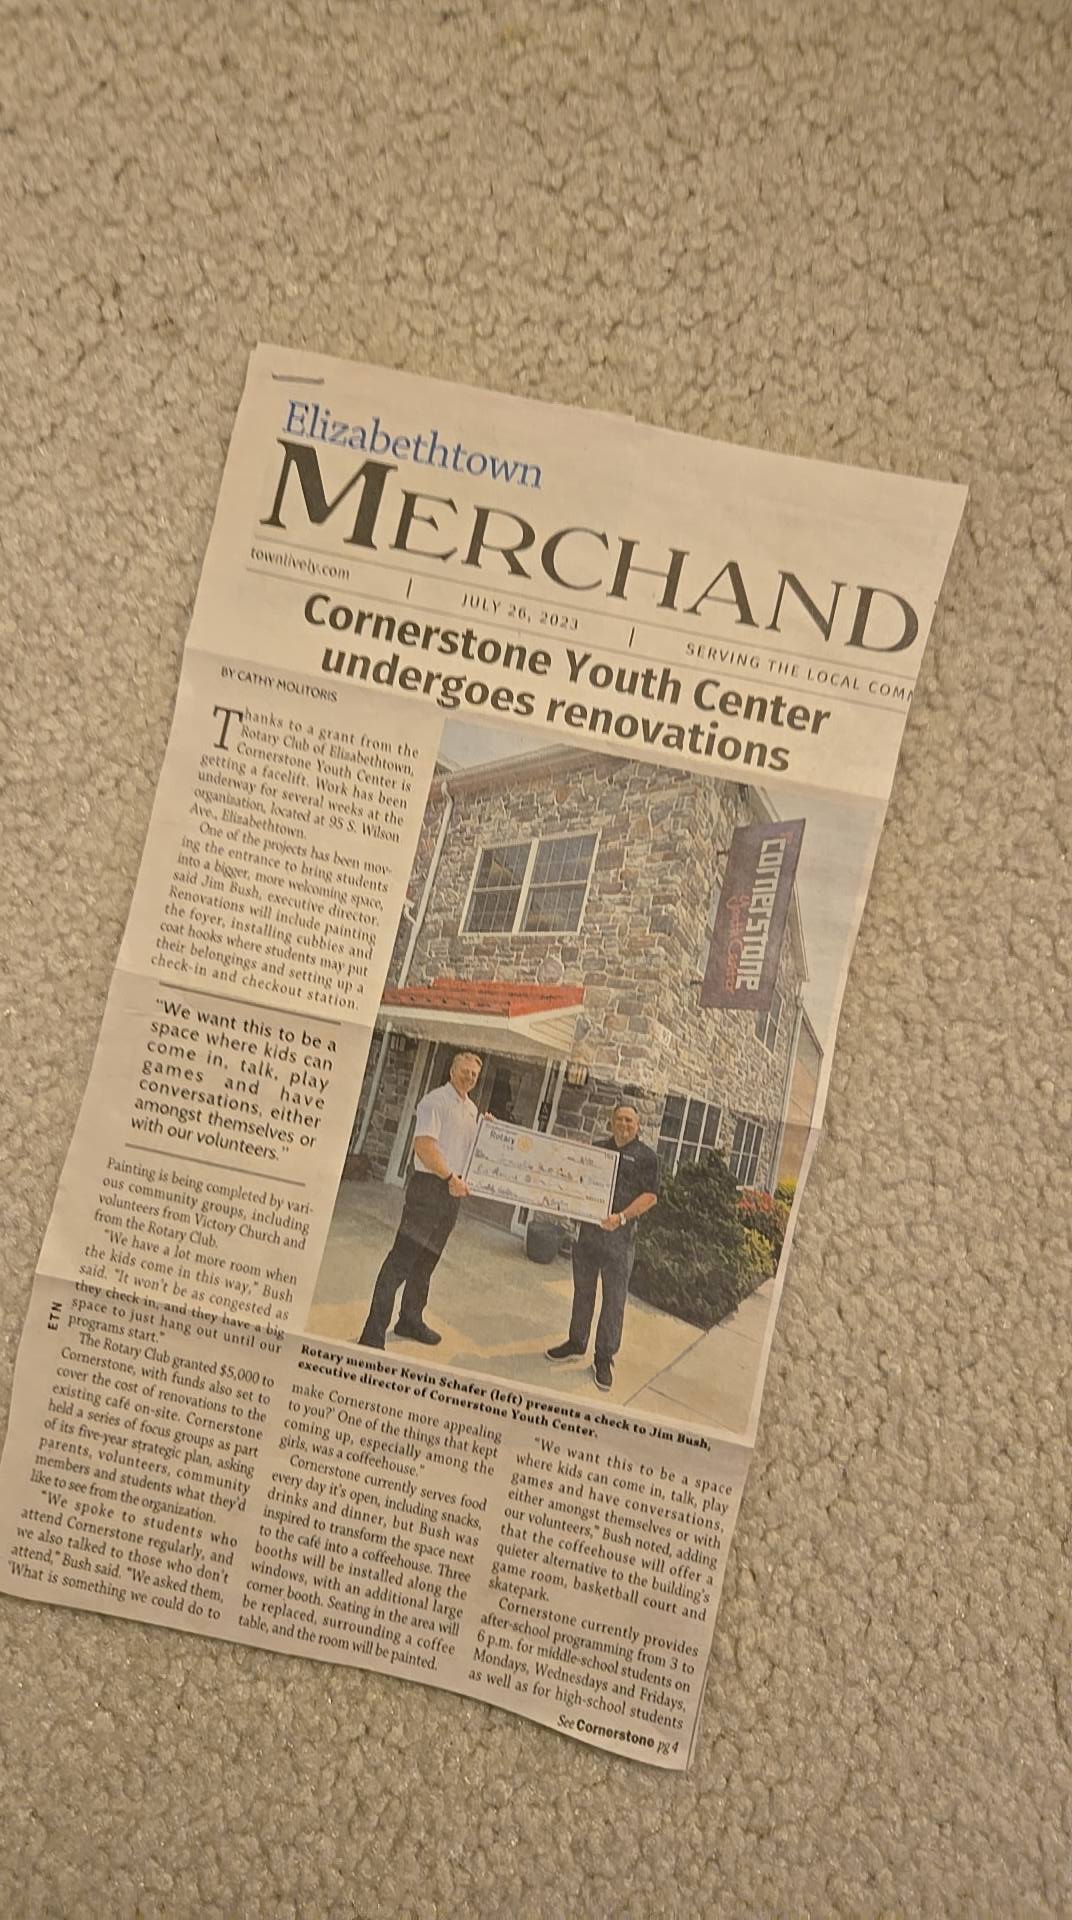 Elizabethtown
MERCHAND
townlively.com | JULY 26, 2023 | SERVING THE LOCAL COM
Cornerstone Youth Center
undergoes renovations
BY CATHY MOLITORIS
Thanks to a grant from the
Rotary Club of Elizabethtown,
Cornerstone Youth Center is
getting a facelift. Work has been
underway for several weeks at the
organization, located at 95 S. Wilson
Ave., Elizabethtown.
One of the projects has been mov-
ing the entrance to bring students
into a bigger, more welcoming space,
said Jim Bush, executive director.
Renovations will include painting
the foyer, installing cubbies and
coat hooks where students may put
their belongings and setting up a
check-in and checkout station.
"We want this to be a
space where kids can
come in, talk, play
games and have
conversations, either
amongst themselves or
with our volunteers."
Painting is being completed by vari-
ous community groups, including
volunteers from Victory Church and
from the Rotary Club.
"We have a lot more room when
the kids come in this way," Bush
said. "It won't be as congested as
they check in, and they have a big
space to just hang out until our
programs start."
The Rotary Club granted $5,000 to
Cornerstone, with funds also set to
cover the cost of renovations to the
existing café on-site. Cornerstone
held a series of focus groups as part
of its five-year strategic plan, asking
parents, volunteers, community
members and students what they'd
like to see from the organization.
"We spoke to students who
attend Cornerstone regularly, and
we also talked to those who don't
attend," Bush said. "We asked them,
'What is something we could do to
ETN
cornerstone
Youth Center
Rotary
Rotary member Kevin Schafer (left) presents a check to Jim Bush,
executive director of Cornerstone Youth Center.
make Cornerstone more appealing
to you?' One of the things that kept
coming up, especially among the
girls, was a coffeehouse."
Cornerstone currently serves food
every day it's open, including snacks,
drinks and dinner, but Bush was
inspired to transform the space next
to the café into a coffeehouse. Three
booths will be installed along the
windows, with an additional large
corner booth. Seating in the area will
be replaced, surrounding a coffee
table, and the room will be painted.
"We want this to be a space
where kids can come in, talk, play
games and have conversations,
either amongst themselves or with
our volunteers," Bush noted, adding
that the coffeehouse will offer a
quieter alternative to the building's
game room, basketball court and
skatepark.
Cornerstone currently provides
after-school programming from 3 to
6 p.m. for middle-school students on
Mondays, Wednesdays and Fridays,
as well as for high-school students
See Cornerstone pg 4